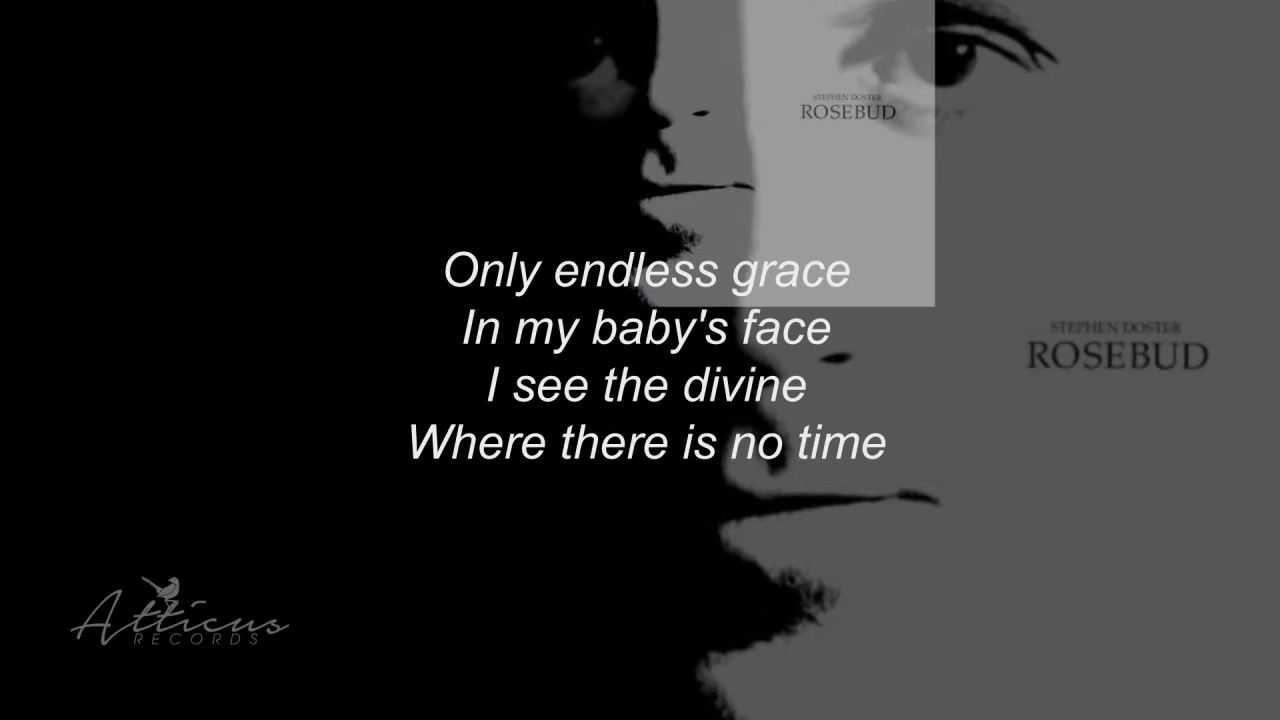 STEPHEN DOSTER
ROSEBUD
Only endless grace
In my baby's face
I see the divine
Where there is no time
STEPHEN DOSTER
ROSEBUD
Atticus
RECORDS